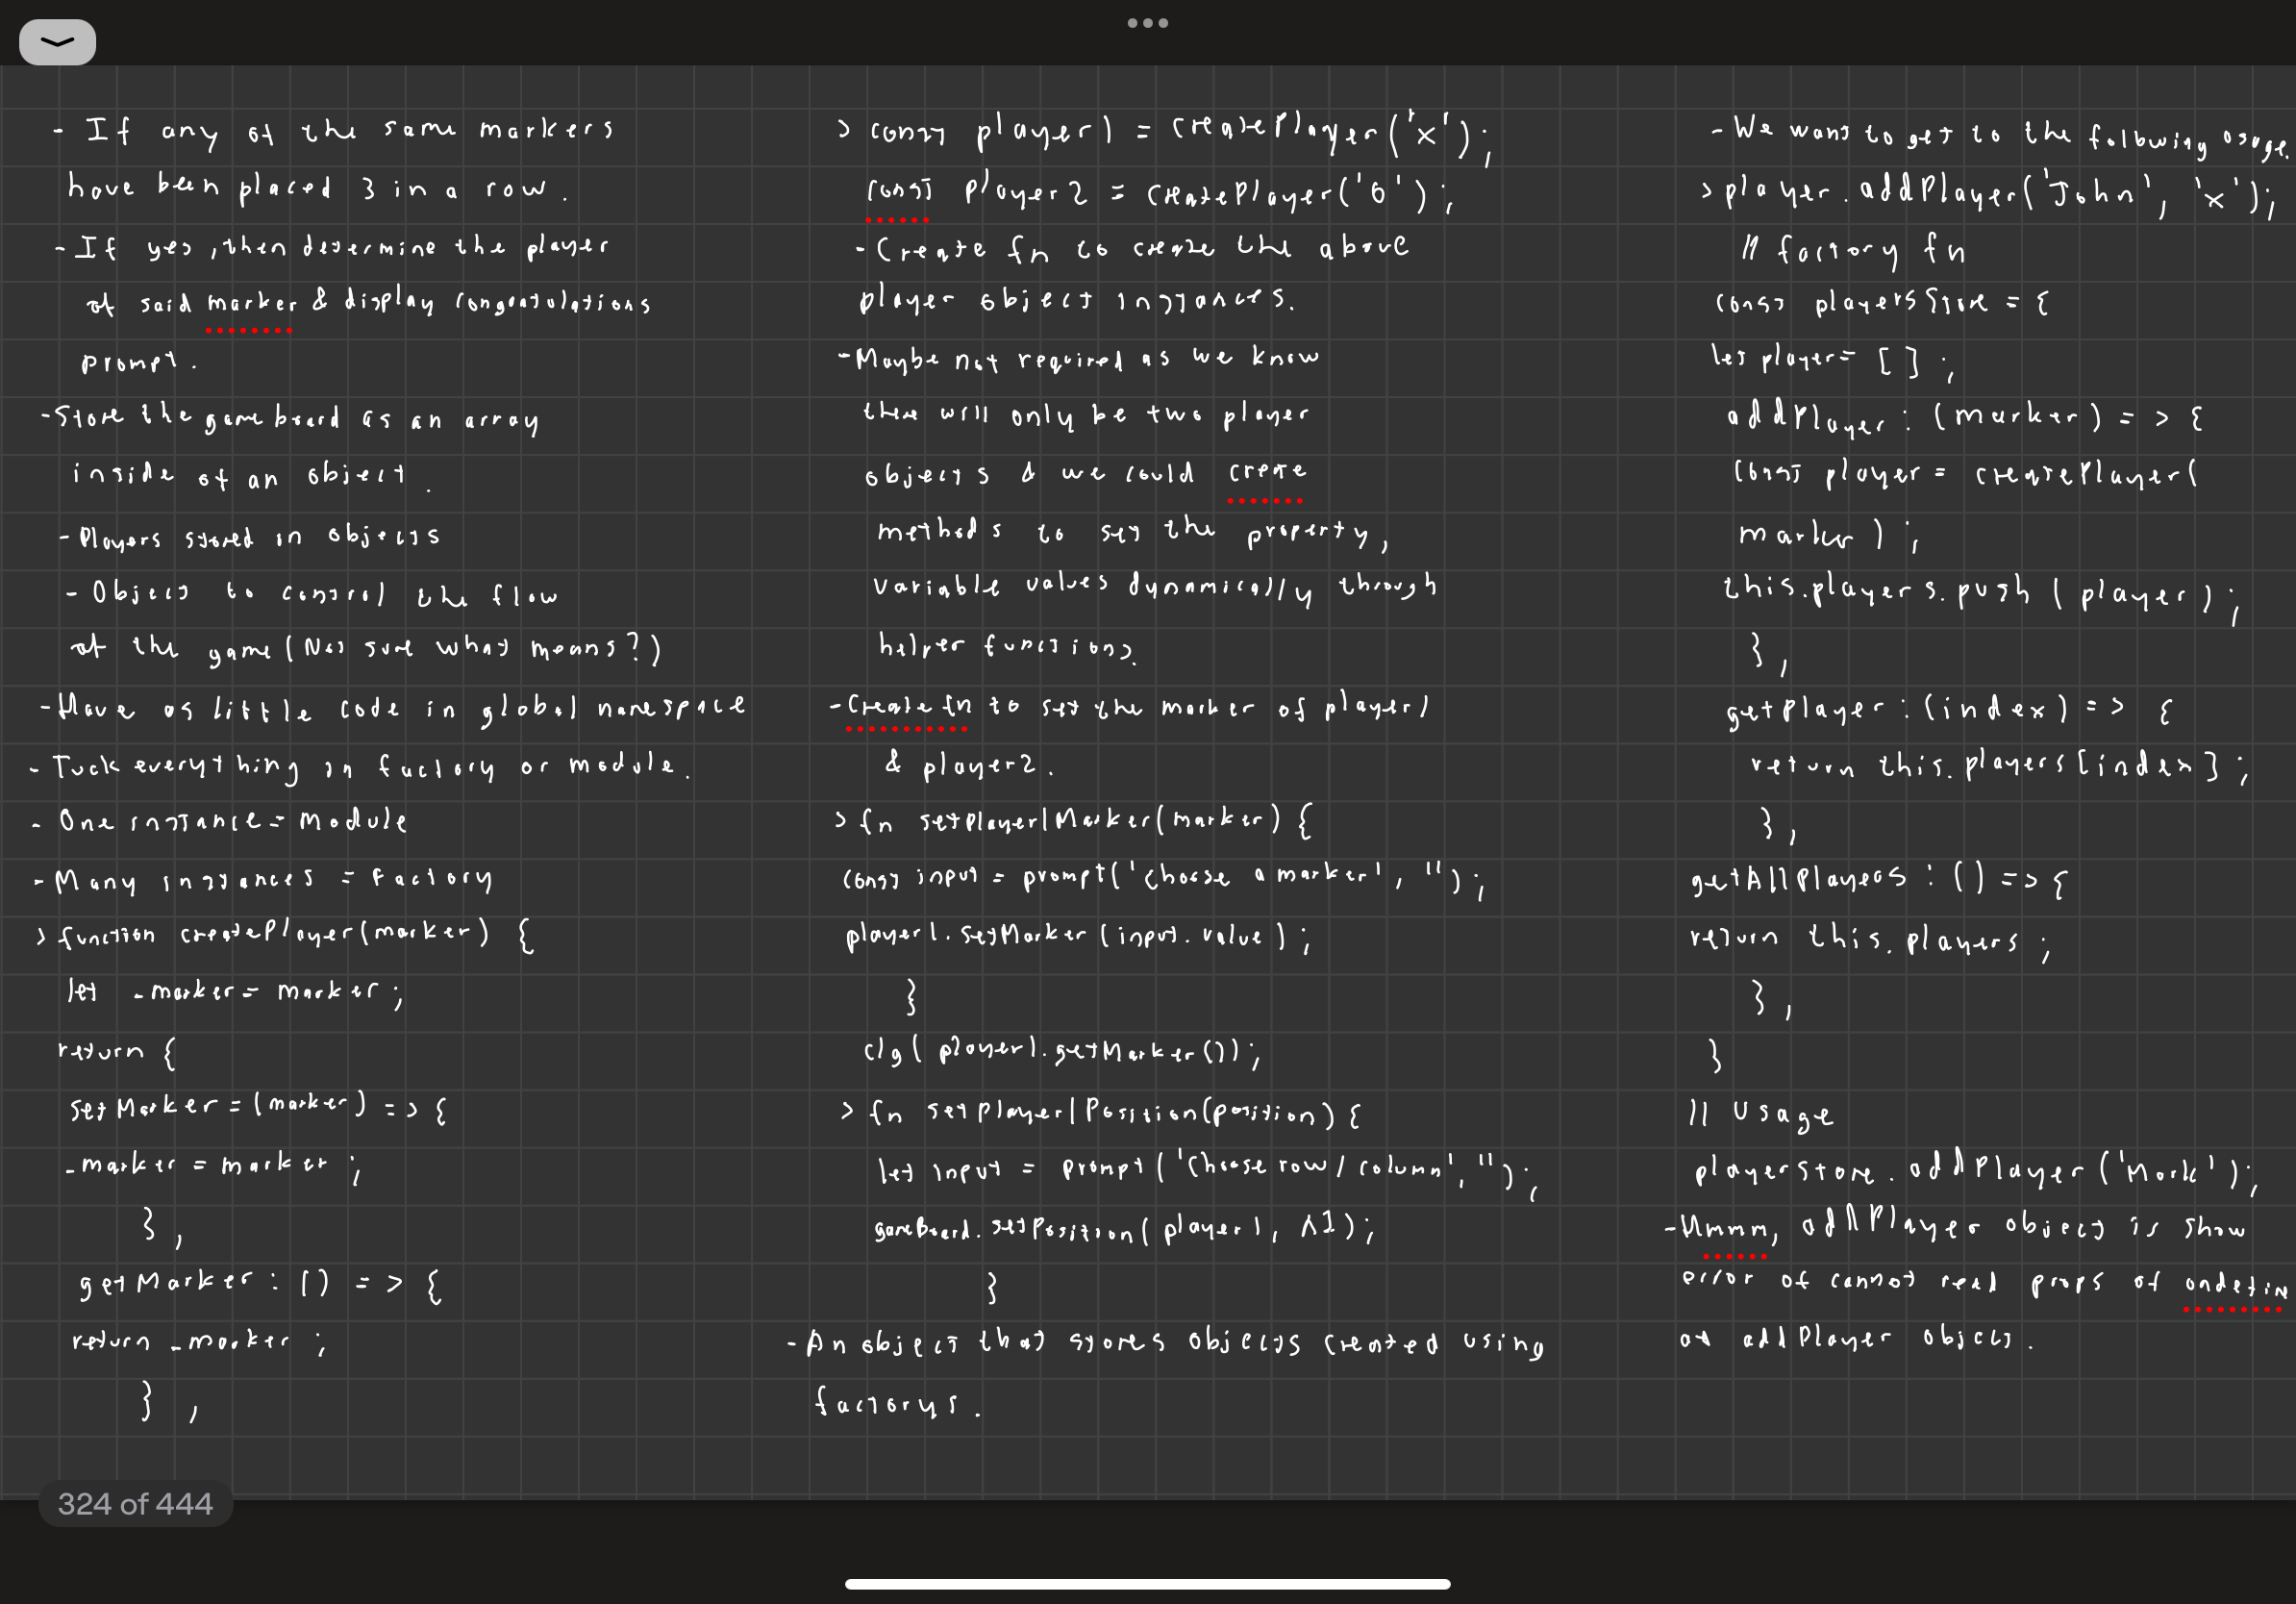 - If any of the same markers
have been placed 3 in a row.
- If yes, then determine the player
of said marker & display congratulations
prompt.
- Store the gameboard as an array
inside of an object.
- Players stored in objects
- Object to control the flow
of the game (Not sure what means?)
- Have as little code in global namespace
- Tuck everything in factory or module.
- One instance = Module
- Many instances = factory
> function createPlayer(marker) {
let _marker = marker;
return {
setMarker = (marker) => {
_marker = marker;
},
getMarker: () => {
return _marker;
},
> const player1 = createPlayer('x');
const player2 = createPlayer('O');
- Create fn to create the above
player object instances.
- Maybe not required as we know
there will only be two player
objects & we could create
methods to set the property,
variable values dynamically through
helper functions.
- Create fn to set the marker of player1
& player2.
> fn setplayer1Marker(marker) {
const input = prompt('choose a marker', '');
player1.setMarker(input.value);
}
clg(player1.getMarker());
> fn setplayer1Position(position) {
let input = prompt('Choose row/column', '');
gameBoard.setPosition(player1, A1);
}
- An object that stores objects created using
factorys.
- We want to get to the following usage.
> player.addPlayer('John', 'x');
// factory fn
const playersStore = {
let player = [];
addPlayer: (marker) => {
const player = createPlayer(
marker);
this.players.push(player);
},
getPlayer: (index) => {
return this.players[index];
},
getAllPlayers: () => {
return this.players;
},
}
// Usage
playerstore.addPlayer('Mark');
- Hmmm, addPlayer object is show
error of cannot read props of undefin
at addPlayer object.
324 of 444